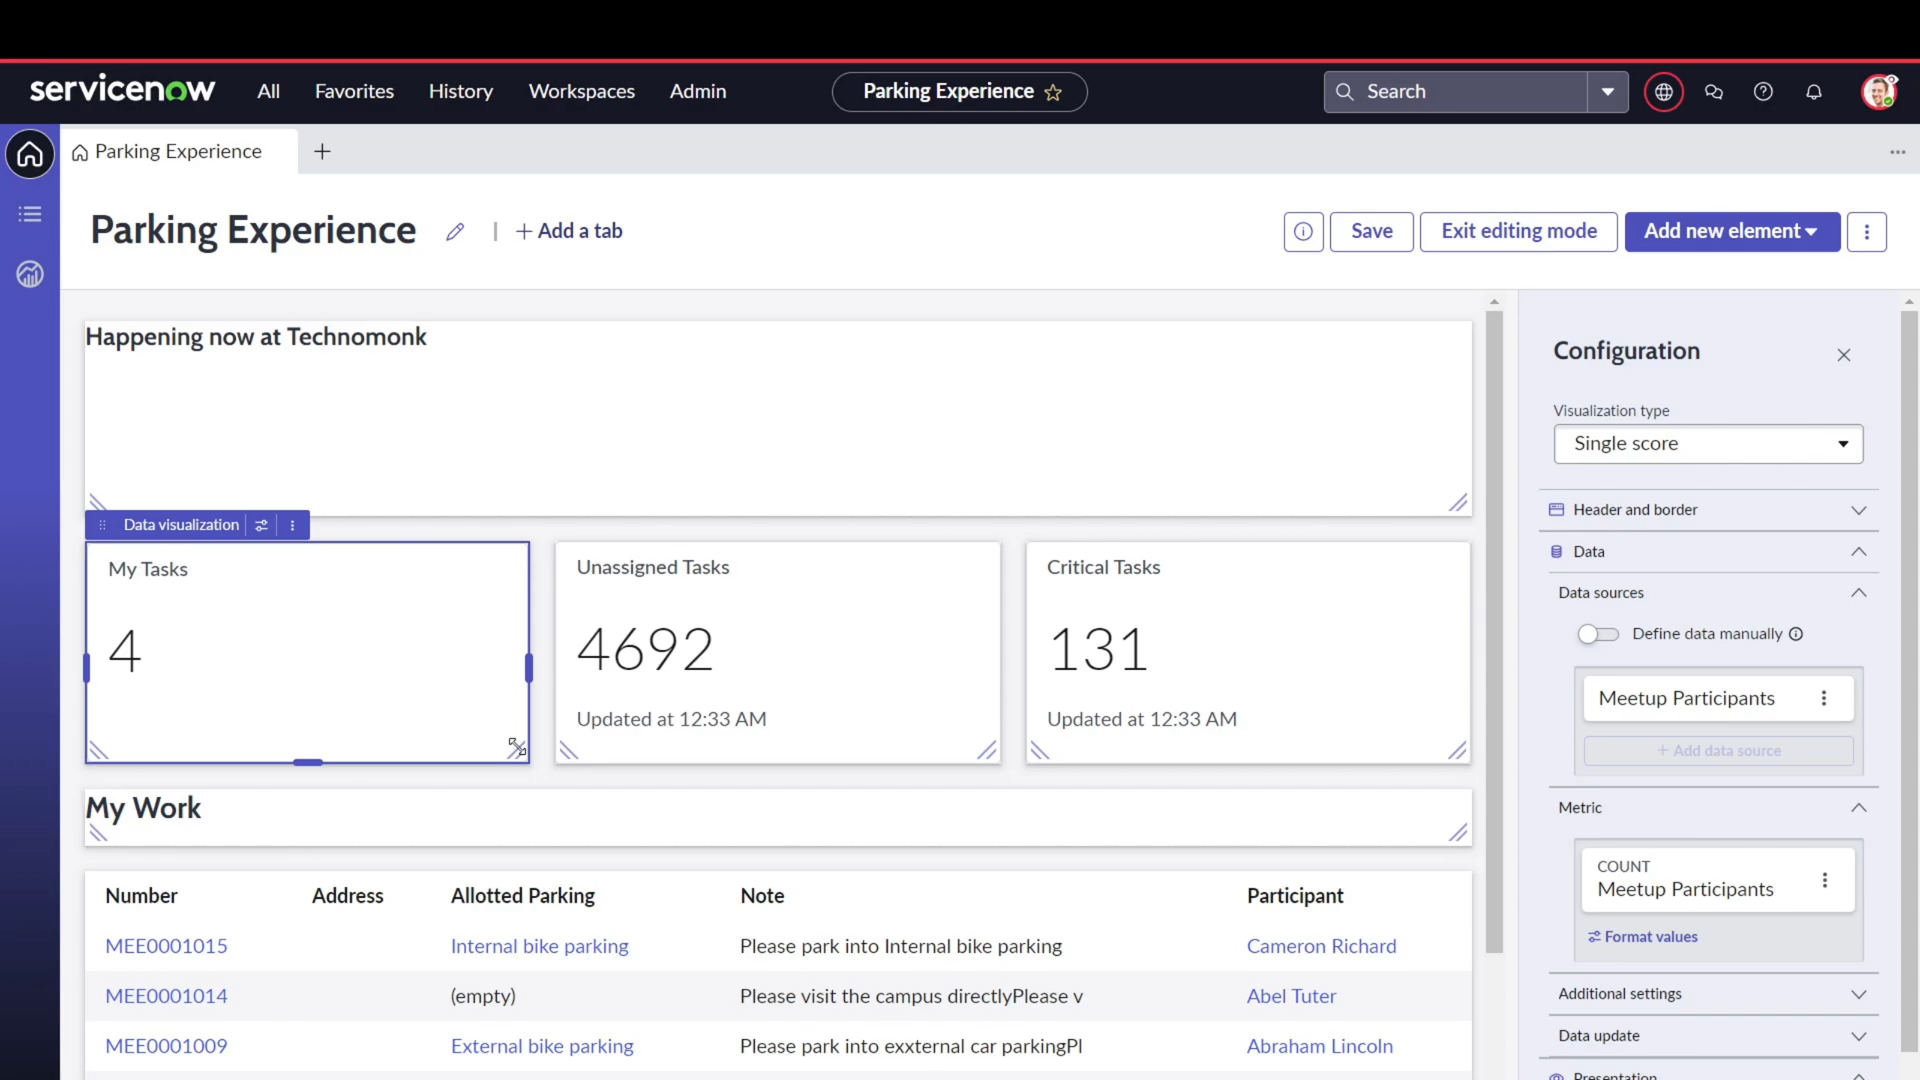 servicenow
All
Favorites
History
Workspaces
Admin
Parking Experience
Search
Parking Experience
Parking Experience
Add a tab
Save
Exit editing mode
Add new element
Happening now at Technomonk
Data visualization
My Tasks
4
Unassigned Tasks
4692
Updated at 12:33 AM
Critical Tasks
131
Updated at 12:33 AM
My Work
Number Address Allotted Parking Note Participant
MEE0001015 Internal bike parking Please park into Internal bike parking Cameron Richard
MEE0001014 (empty) Please visit the campus directlyPlease v Abel Tuter
MEE0001009 External bike parking Please park into exxternal car parkingPl Abraham Lincoln
Configuration
Visualization type
Single score
Header and border
Data
Data sources
Define data manually
Meetup Participants
+ Add data source
Metric
COUNT
Meetup Participants
Format values
Additional settings
Data update
Presentation